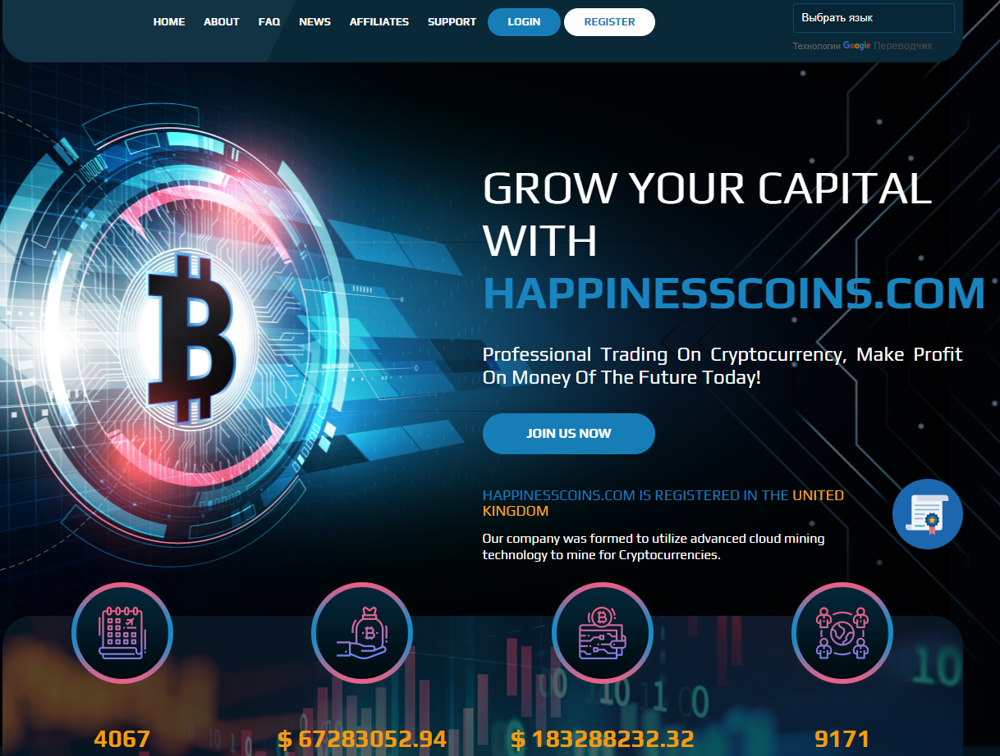 HOME ABOUT FAQ NEWS AFFILIATES SUPPORT LOGIN REGISTER
Выбрать язык
Технологии Google Переводчик
GROW YOUR CAPITAL
WITH
HAPPINESSCOINS.COM
Professional Trading On Cryptocurrency, Make Profit
On Money Of The Future Today!
JOIN US NOW
HAPPINESSCOINS.COM IS REGISTERED IN THE UNITED
KINGDOM
Our company was formed to utilize advanced cloud mining
technology to mine for Cryptocurrencies.
4067 $ 67283052.94 $ 183288232.32 9171